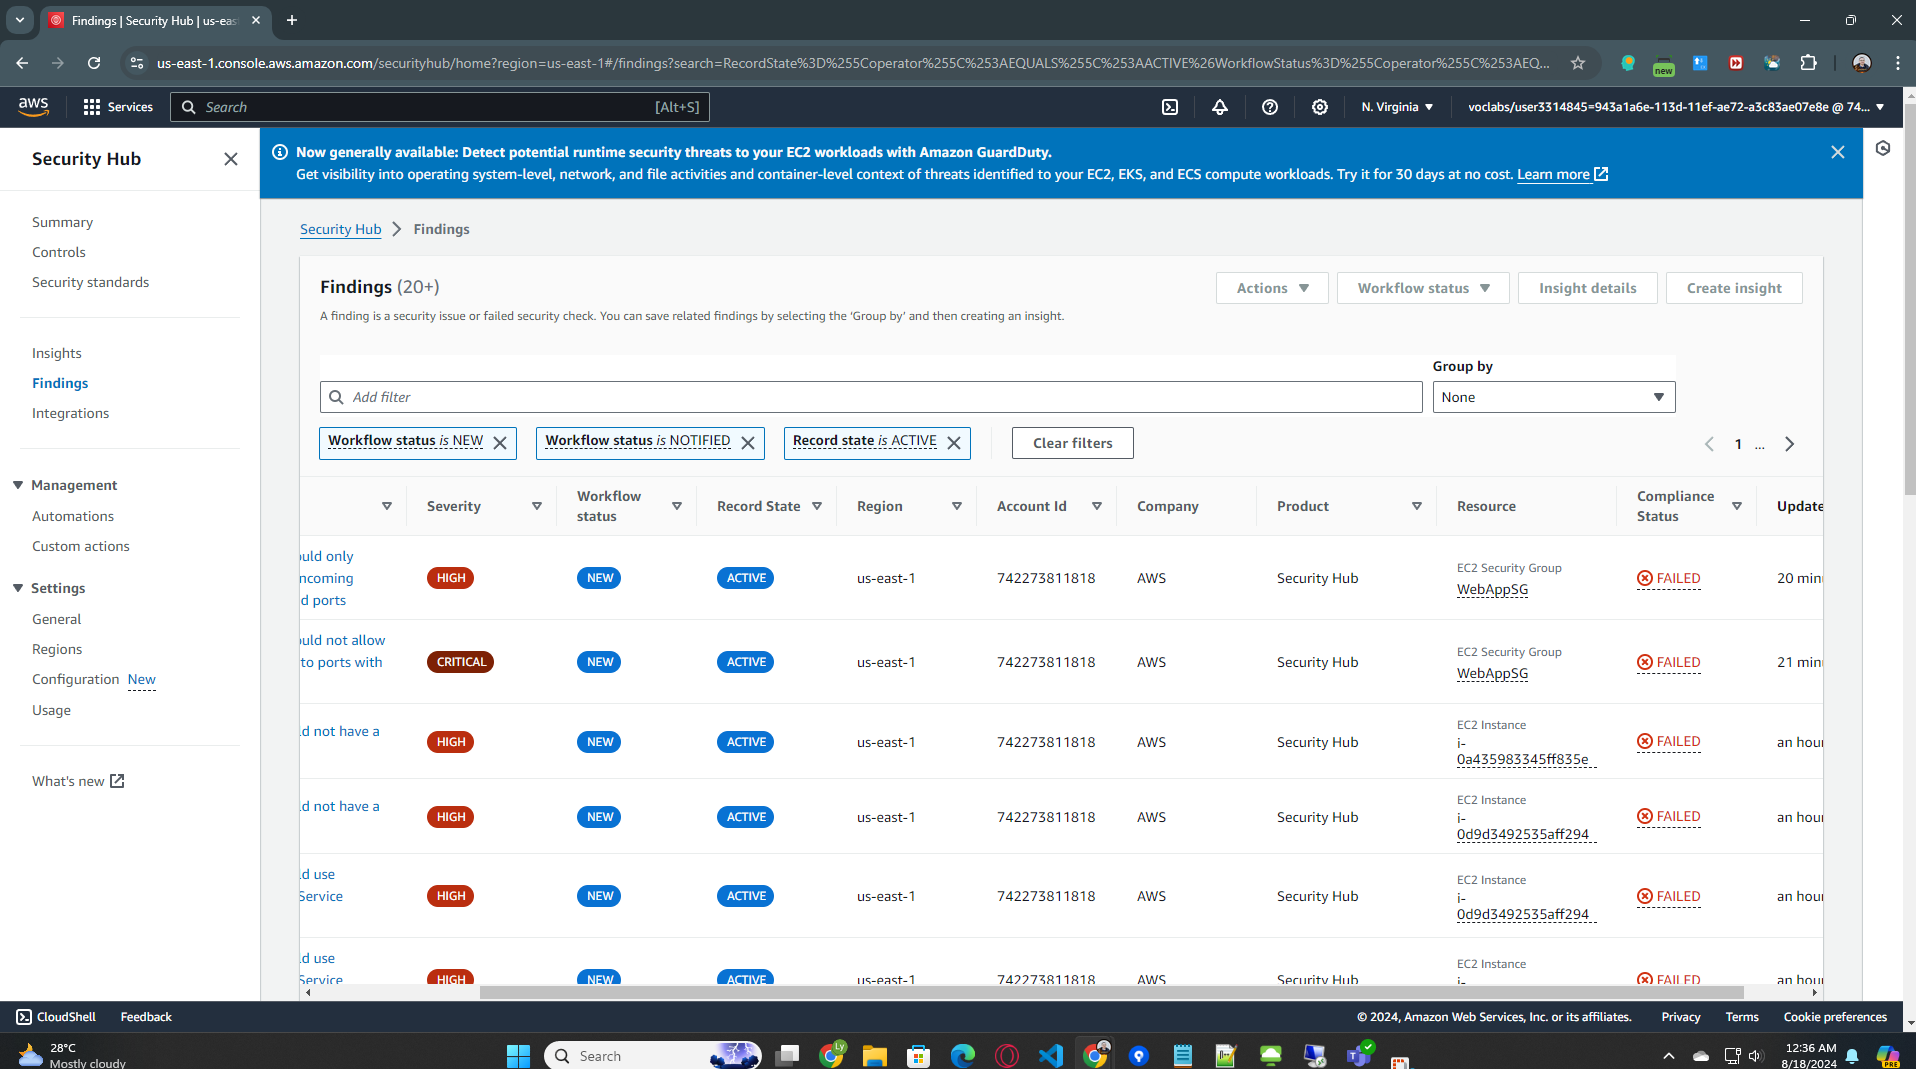 Findings | Security Hub | us-eas
us-east-1.console.aws.amazon.com/securityhub/home?region=us-east-1#/findings?search=RecordState%3D%255Coperator%255C%253AEQUALS%255C%253AACTIVE%26WorkflowStatus%3D%255Coperator%255C%253AEQ...
new
aws
Services
Search
[Alt+S]
N. Virginia
voclabs/user3314845=943a1a6e-113d-11ef-ae72-a3c83ae07e8e @ 74...
Security Hub
Now generally available: Detect potential runtime security threats to your EC2 workloads with Amazon GuardDuty.
Get visibility into operating system-level, network, and file activities and container-level context of threats identified to your EC2, EKS, and ECS compute workloads. Try it for 30 days at no cost. Learn more
Summary
Controls
Security standards
Insights
Findings
Integrations
Management
Automations
Custom actions
Settings
General
Regions
Configuration New
Usage
What's new
Security Hub > Findings
Findings (20+)
Actions
Workflow status
Insight details
Create insight
A finding is a security issue or failed security check. You can save related findings by selecting the ‘Group by’ and then creating an insight.
Group by
Add filter
None
Workflow status is NEW
Workflow status is NOTIFIED
Record state is ACTIVE
Clear filters
1 ...
Severity
Workflow status
Record State
Region
Account Id
Company
Product
Resource
Compliance Status
Update
ould only
ncoming
d ports
HIGH
NEW
ACTIVE
us-east-1
742273811818
AWS
Security Hub
EC2 Security Group
WebAppSG
FAILED
20 min
ould not allow
to ports with
CRITICAL
NEW
ACTIVE
us-east-1
742273811818
AWS
Security Hub
EC2 Security Group
WebAppSG
FAILED
21 min
ld not have a
HIGH
NEW
ACTIVE
us-east-1
742273811818
AWS
Security Hub
EC2 Instance
i-
0a435983345ff835e
FAILED
an hour
ld not have a
HIGH
NEW
ACTIVE
us-east-1
742273811818
AWS
Security Hub
EC2 Instance
i-
0d9d3492535aff294
FAILED
an hour
ld use
Service
HIGH
NEW
ACTIVE
us-east-1
742273811818
AWS
Security Hub
EC2 Instance
i-
0d9d3492535aff294
FAILED
an hour
ld use
Service
HIGH
NEW
ACTIVE
us-east-1
742273811818
AWS
Security Hub
EC2 Instance
i-
FAILED
an hour
CloudShell
Feedback
© 2024, Amazon Web Services, Inc. or its affiliates.
Privacy
Terms
Cookie preferences
28°C
Mostly cloudy
Search
Ly
12:36 AM
8/18/2024
PRE